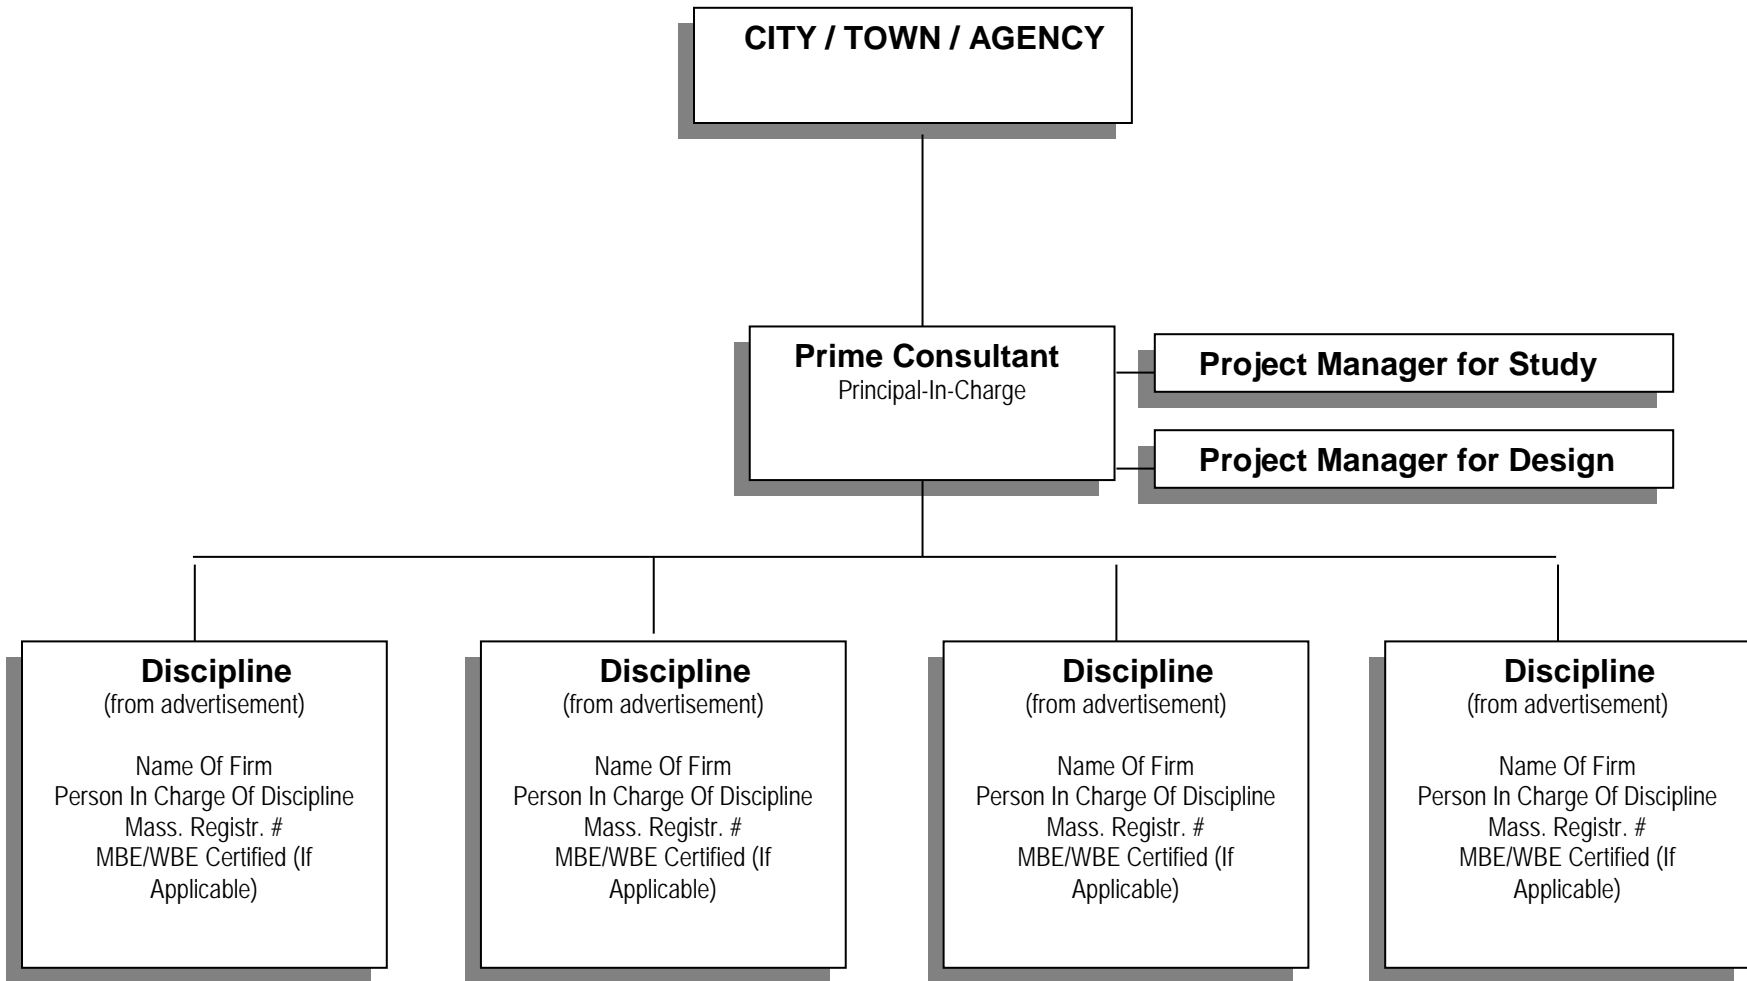 CITY / TOWN / AGENCY
Prime Consultant
Principal-In-Charge
Project Manager for Study
Project Manager for Design
Discipline
(from advertisement)
Name Of Firm
Person In Charge Of Discipline
Mass. Registr. #
MBE/WBE Certified (If
Applicable)
Discipline
(from advertisement)
Name Of Firm
Person In Charge Of Discipline
Mass. Registr. #
MBE/WBE Certified (If
Applicable)
Discipline
(from advertisement)
Name Of Firm
Person In Charge Of Discipline
Mass. Registr. #
MBE/WBE Certified (If
Applicable)
Discipline
(from advertisement)
Name Of Firm
Person In Charge Of Discipline
Mass. Registr. #
MBE/WBE Certified (If
Applicable)